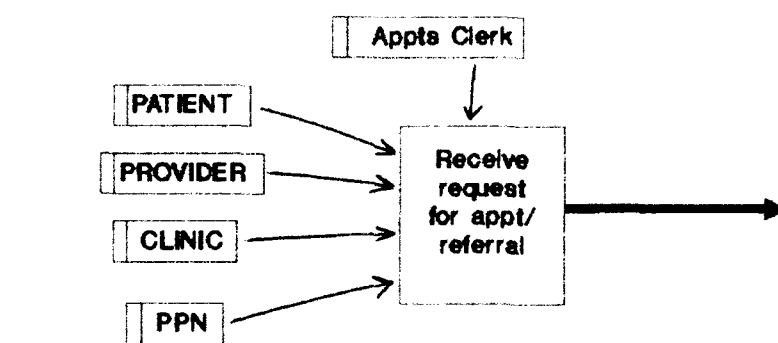 Appts Clerk
PATIENT
PROVIDER
CLINIC
PPN
Receive
request
for appt/
referral